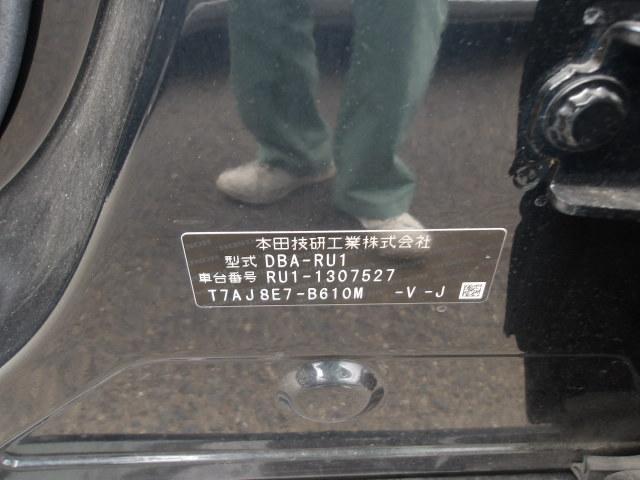 本田技研工業株式会社
型式 DBA-RU1
車台番号 RU1-1307527
T7AJ8E7-B610M -V -J